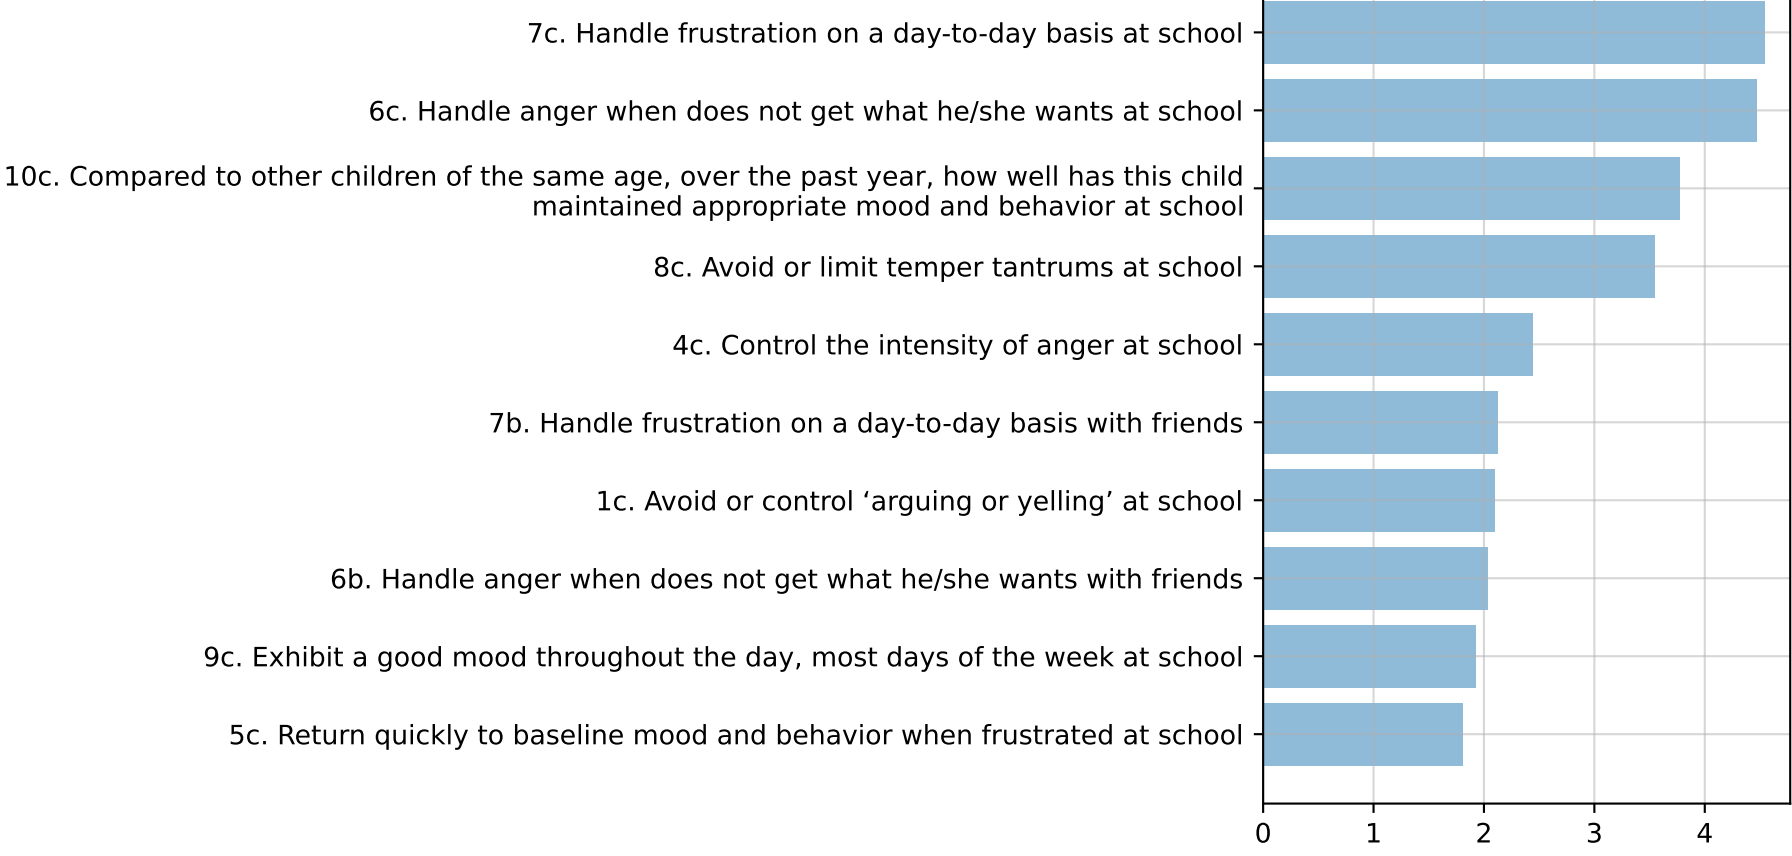 7c. Handle frustration on a day-to-day basis at school
6c. Handle anger when does not get what he/she wants at school
10c. Compared to other children of the same age, over the past year, how well has this child
maintained appropriate mood and behavior at school
8c. Avoid or limit temper tantrums at school
4c. Control the intensity of anger at school
7b. Handle frustration on a day-to-day basis with friends
1c. Avoid or control ‘arguing or yelling’ at school
6b. Handle anger when does not get what he/she wants with friends
9c. Exhibit a good mood throughout the day, most days of the week at school
5c. Return quickly to baseline mood and behavior when frustrated at school
0 1 2 3 4